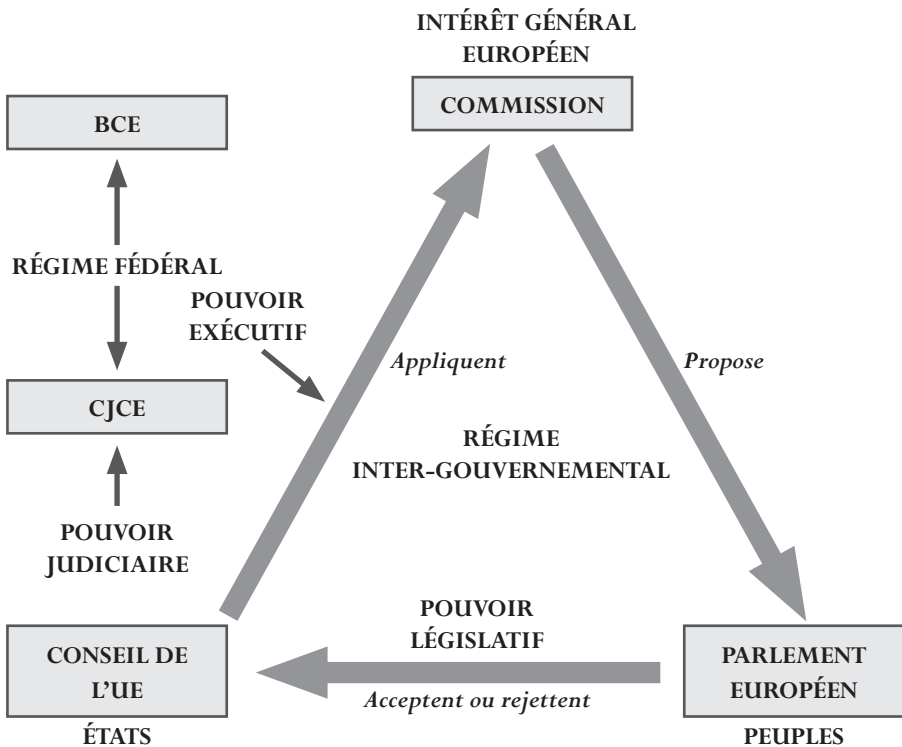 INTÉRÊT GÉNÉRAL
EUROPÉEN
COMMISSION
BCE
RÉGIME FÉDÉRAL
POUVOIR
EXÉCUTIF
Appliquent
Propose
CJCE
RÉGIME
INTER-GOUVERNEMENTAL
POUVOIR
JUDICIAIRE
POUVOIR
LÉGISLATIF
CONSEIL DE
L'UE
PARLEMENT
EUROPÉEN
Acceptent ou rejettent
ÉTATS
PEUPLES